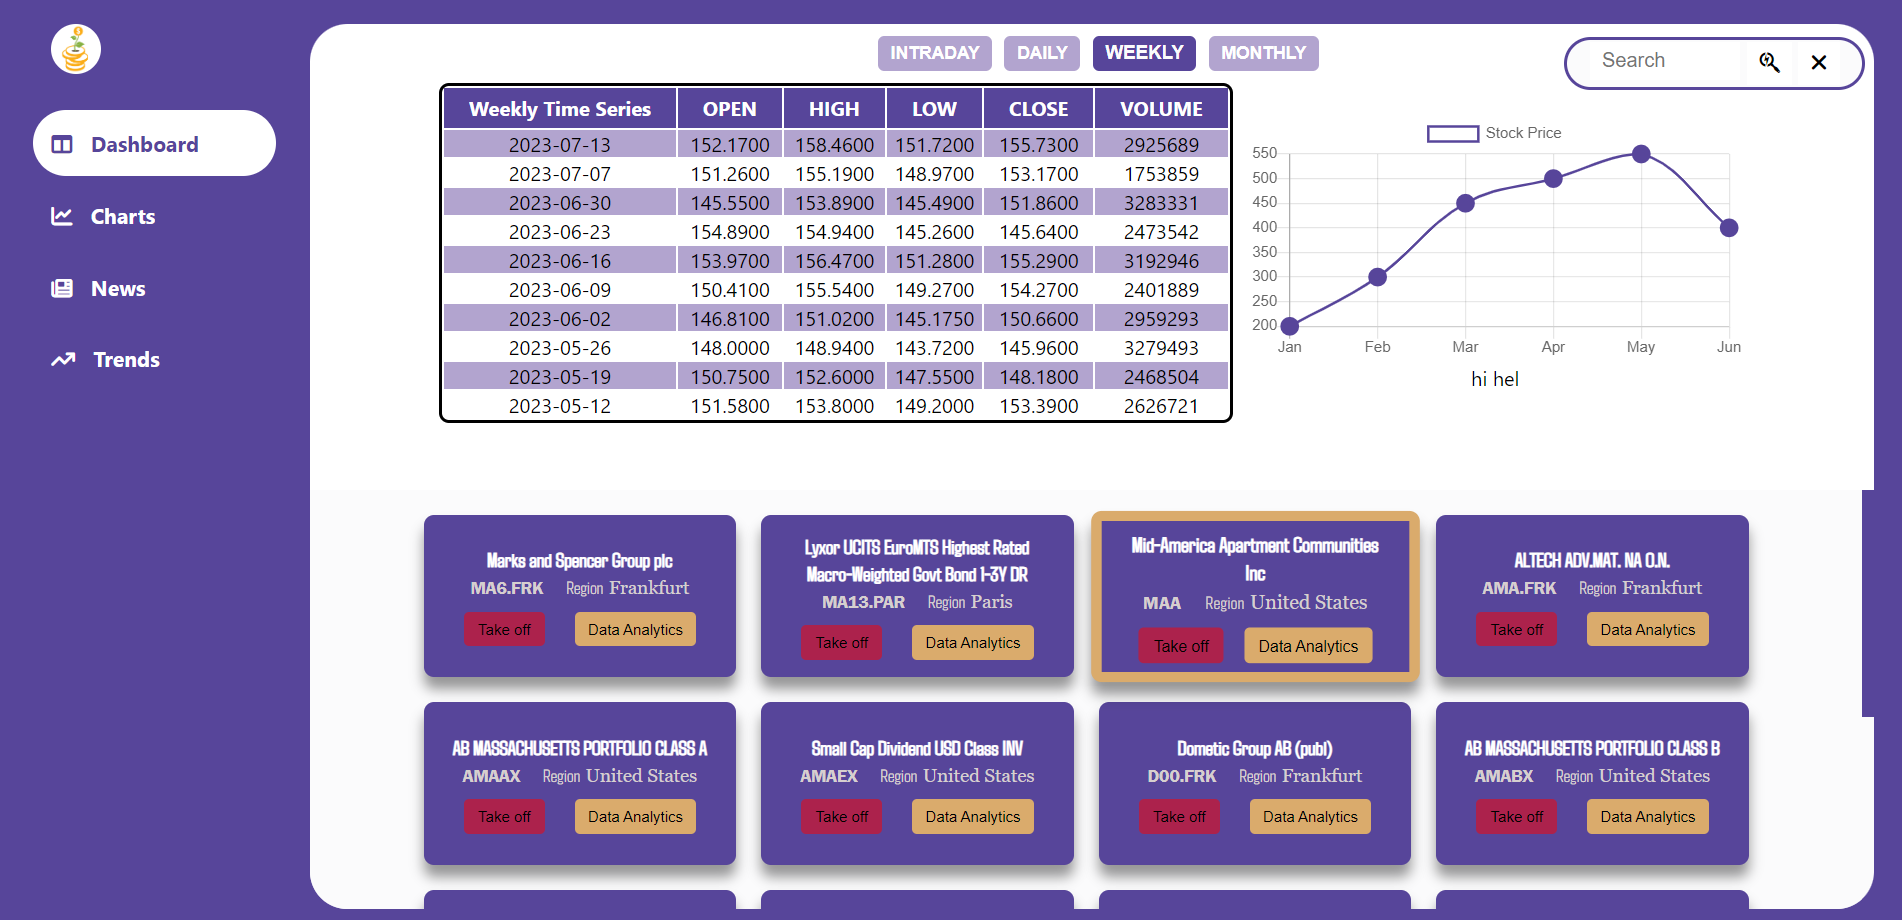 INTRADAY DAILY WEEKLY MONTHLY
Search
Dashboard
Charts
News
Trends
Weekly Time Series OPEN HIGH LOW CLOSE VOLUME
2023-07-13 152.1700 158.4600 151.7200 155.7300 2925689
2023-07-07 151.2600 155.1900 148.9700 153.1700 1753859
2023-06-30 145.5500 153.8900 145.4900 151.8600 3283331
2023-06-23 154.8900 154.9400 145.2600 145.6400 2473542
2023-06-16 153.9700 156.4700 151.2800 155.2900 3192946
2023-06-09 150.4100 155.5400 149.2700 154.2700 2401889
2023-06-02 146.8100 151.0200 145.1750 150.6600 2959293
2023-05-26 148.0000 148.9400 143.7200 145.9600 3279493
2023-05-19 150.7500 152.6000 147.5500 148.1800 2468504
2023-05-12 151.5800 153.8000 149.2000 153.3900 2626721
Stock Price
550
500
450
400
350
300
250
200
Jan Feb Mar Apr May Jun
hi hel
Marks and Spencer Group plc
MA6.FRK Region Frankfurt
Take off Data Analytics
Lyxor UCITS EuroMTS Highest Rated
Macro-Weighted Govt Bond 1-3Y DR
MA13.PAR Region Paris
Take off Data Analytics
Mid-America Apartment Communities
Inc
MAA Region United States
Take off Data Analytics
ALTECH ADV.MAT. NA O.N.
AMA.FRK Region Frankfurt
Take off Data Analytics
AB MASSACHUSETTS PORTFOLIO CLASS A
AMAAX Region United States
Take off Data Analytics
Small Cap Dividend USD Class INV
AMAEX Region United States
Take off Data Analytics
Dometic Group AB (publ)
D00.FRK Region Frankfurt
Take off Data Analytics
AB MASSACHUSETTS PORTFOLIO CLASS B
AMABX Region United States
Take off Data Analytics